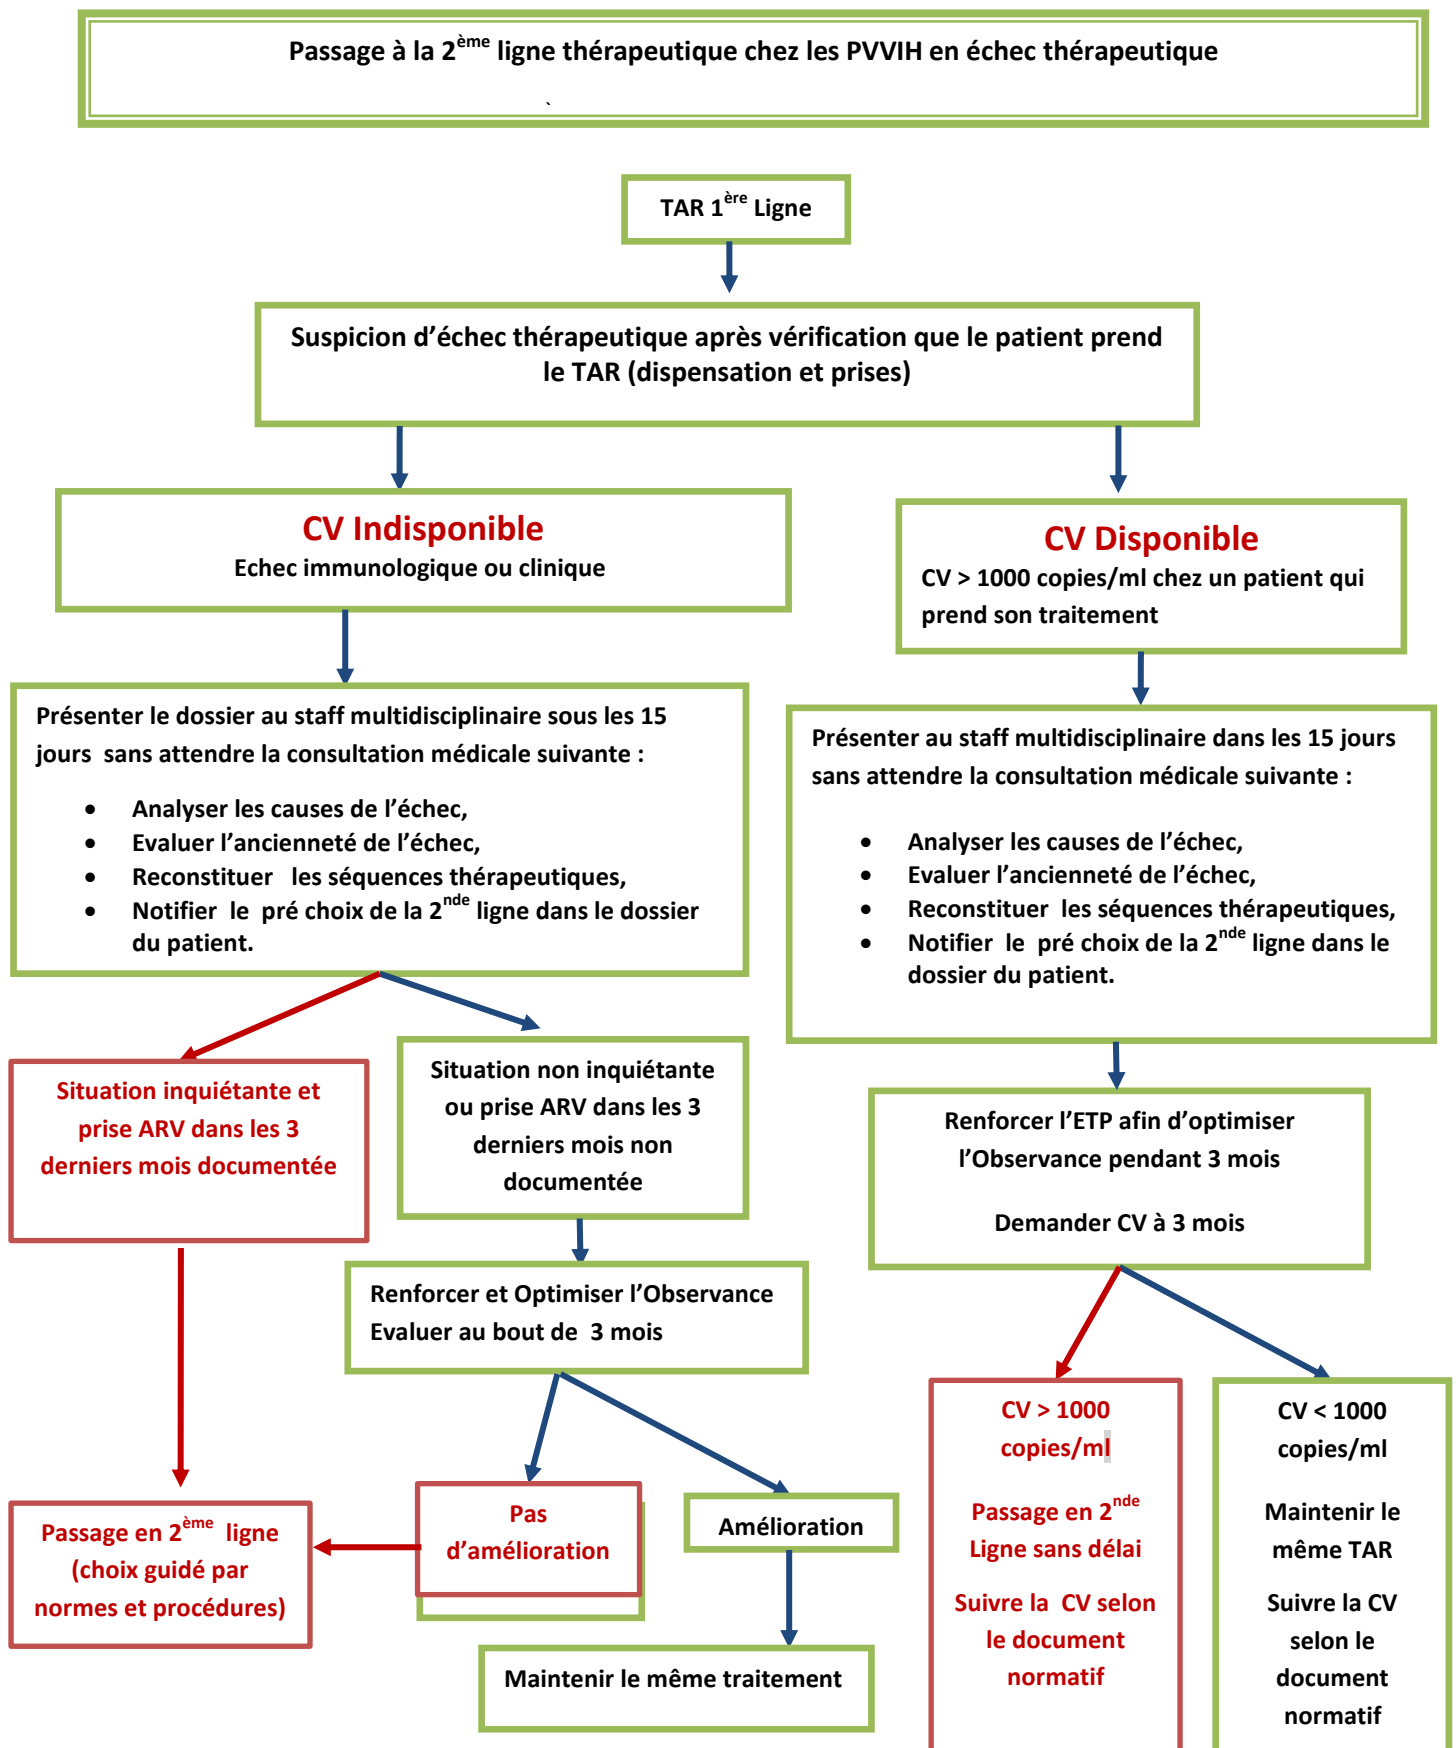 Passage à la 2ème ligne thérapeutique chez les PVVIH en échec thérapeutique
`
TAR 1ère Ligne
Suspicion d’échec thérapeutique après vérification que le patient prend
le TAR (dispensation et prises)
CV Indisponible
Echec immunologique ou clinique
CV Disponible
CV > 1000 copies/ml chez un patient qui
prend son traitement
Présenter le dossier au staff multidisciplinaire sous les 15
jours sans attendre la consultation médicale suivante :
• Analyser les causes de l’échec,
• Evaluer l’ancienneté de l’échec,
• Reconstituer les séquences thérapeutiques,
• Notifier le pré choix de la 2nde ligne dans le dossier
du patient.
Présenter au staff multidisciplinaire dans les 15 jours
sans attendre la consultation médicale suivante :
• Analyser les causes de l’échec,
• Evaluer l’ancienneté de l’échec,
• Reconstituer les séquences thérapeutiques,
• Notifier le pré choix de la 2nde ligne dans le
dossier du patient.
Situation inquiétante et
prise ARV dans les 3
derniers mois documentée
Situation non inquiétante
ou prise ARV dans les 3
derniers mois non
documentée
Renforcer l’ETP afin d’optimiser
l’Observance pendant 3 mois
Demander CV à 3 mois
Renforcer et Optimiser l’Observance
Evaluer au bout de 3 mois
CV > 1000
copies/ml
Passage en 2nde
Ligne sans délai
Suivre la CV selon
le document
normatif
CV < 1000
copies/ml
Maintenir le
même TAR
Suivre la CV
selon le
document
normatif
Passage en 2ème ligne
(choix guidé par
normes et procédures)
Pas
d’amélioration
Amélioration
Maintenir le même traitement